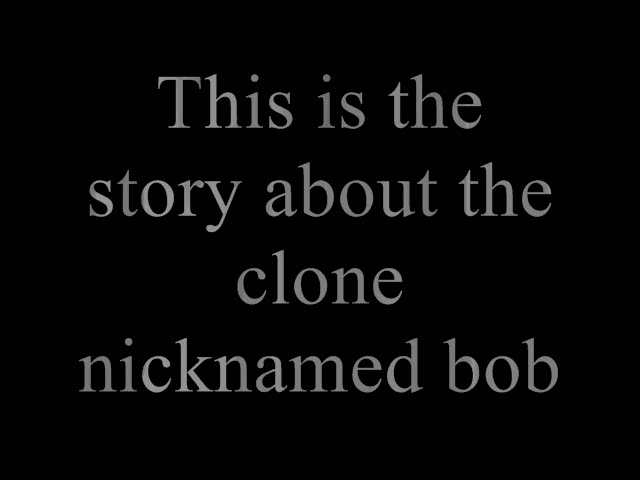 This is the
story about the
clone
nicknamed bob